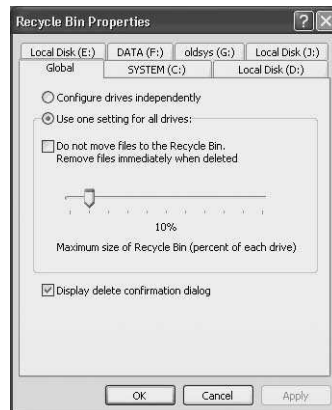 Recycle Bin Properties
Local Disk (E:) DATA (F:) oldsys (G:) Local Disk (J:)
Global SYSTEM (C:) Local Disk (D:)
Configure drives independently
Use one setting for all drives:
Do not move files to the Recycle Bin.
Remove files immediately when deleted
10%
Maximum size of Recycle Bin (percent of each drive)
Display delete confirmation dialog
OK Cancel Apply